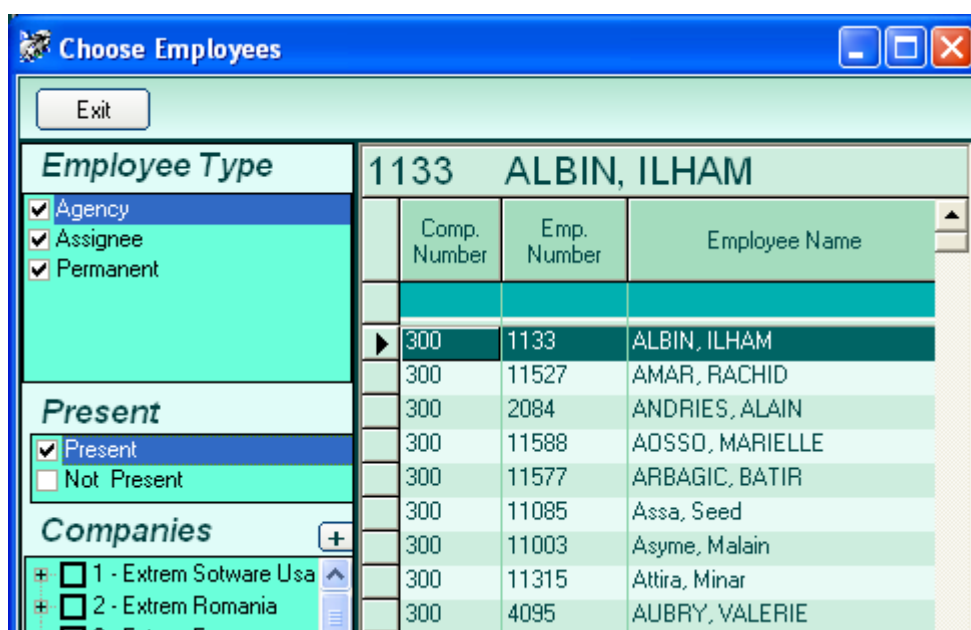 Choose Employees
Exit
Employee Type
Agency
Assignee
Permanent
Present
Present
Not Present
Companies
1 - Extrem Sotware Usa
2 - Extrem Romania
1133 ALBIN, ILHAM
Comp. Number Emp. Number Employee Name
300 1133 ALBIN, ILHAM
300 11527 AMAR, RACHID
300 2084 ANDRIES, ALAIN
300 11588 AOSSO, MARIELLE
300 11577 ARBAGIC, BATIR
300 11085 Assa, Seed
300 11003 Asyme, Malain
300 11315 Attira, Minar
300 4095 AUBRY, VALERIE